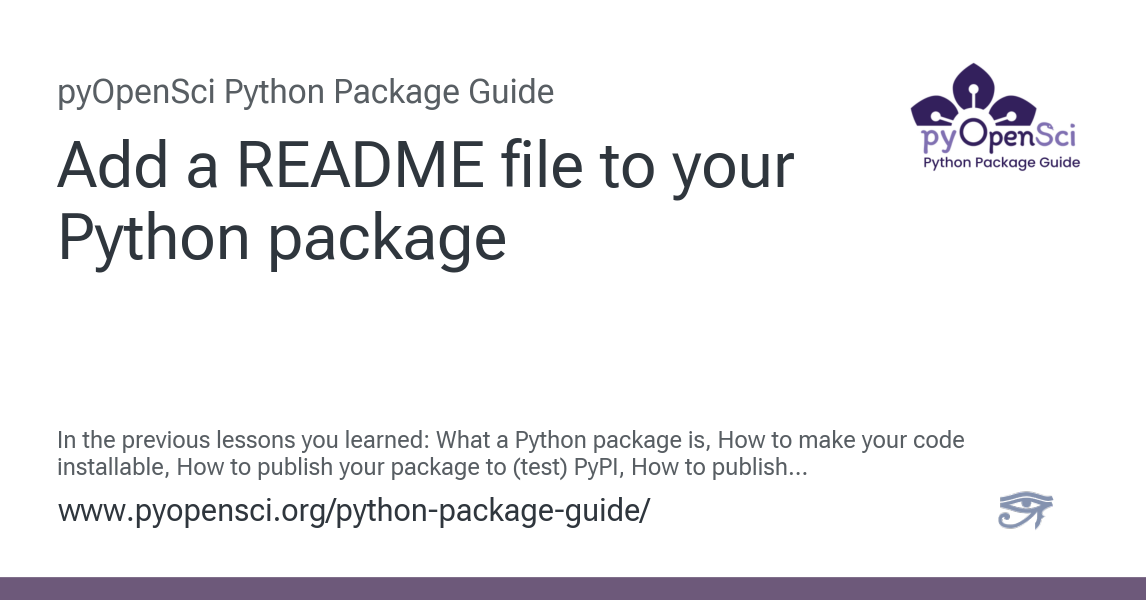 pyOpenSci Python Package Guide
Add a README file to your
Python package
pyOpenSci
Python Package Guide
In the previous lessons you learned: What a Python package is, How to make your code
installable, How to publish your package to (test) PyPI, How to publish...
www.pyopensci.org/python-package-guide/